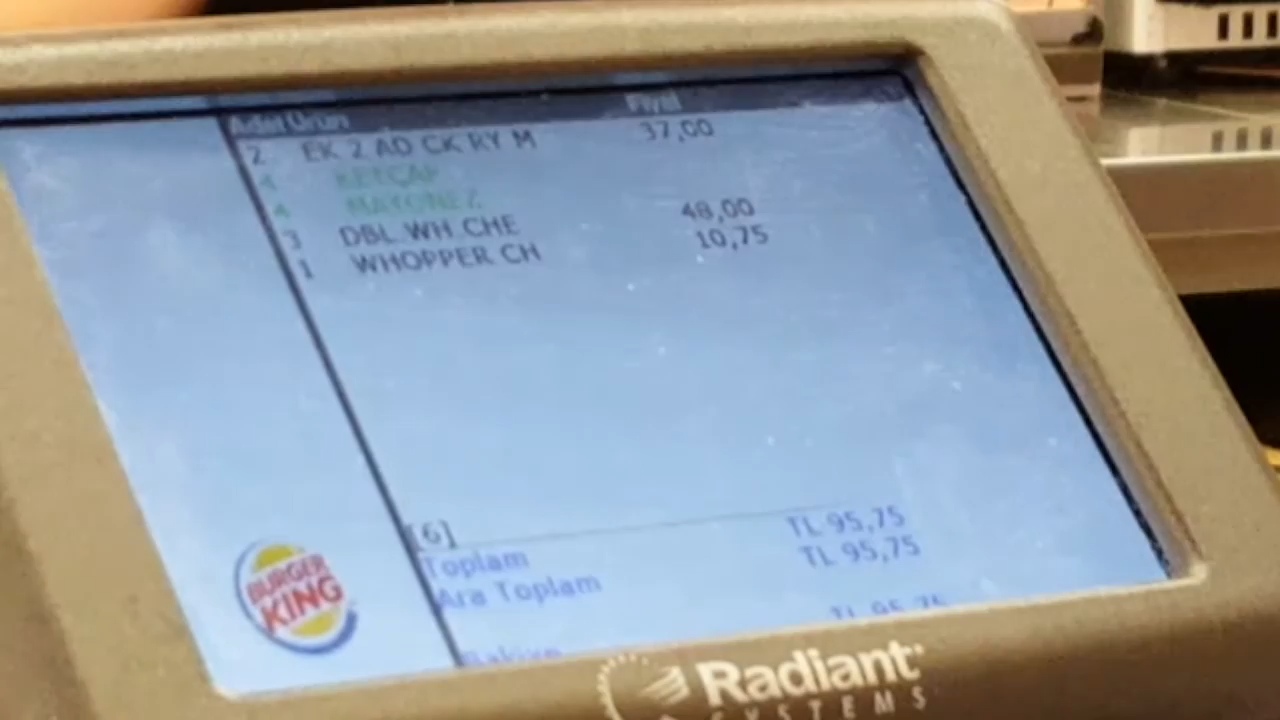 Adet Ürün Fiyat
2 EK 2 AD CK RY M 37,00
4 KETÇAP
4 MAYONEZ
3 DBL WH CHE 48,00
1 WHOPPER CH 10,75
[6]
Toplam TL 95,75
Ara Toplam TL 95,75
Bakiye TL 95,75
BURGER KING
Radiant
SYSTEMS